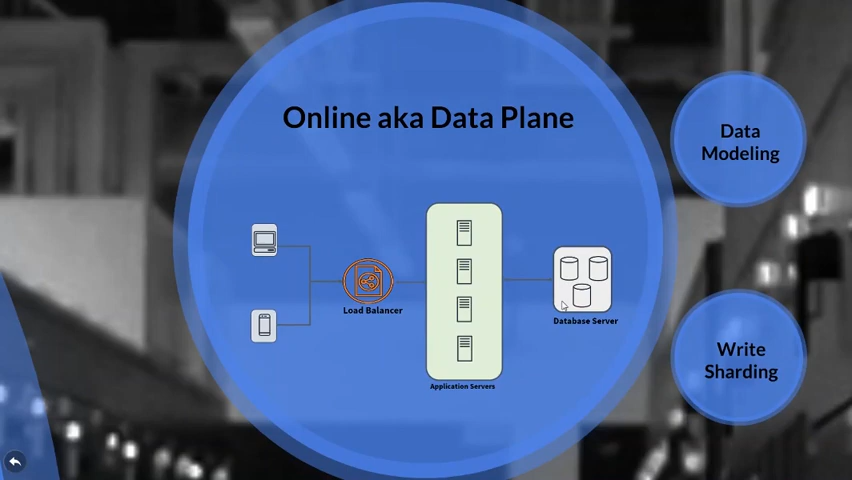 Online aka Data Plane
Data
Modeling
Load Balancer
Database Server
Application Servers
Write
Sharding